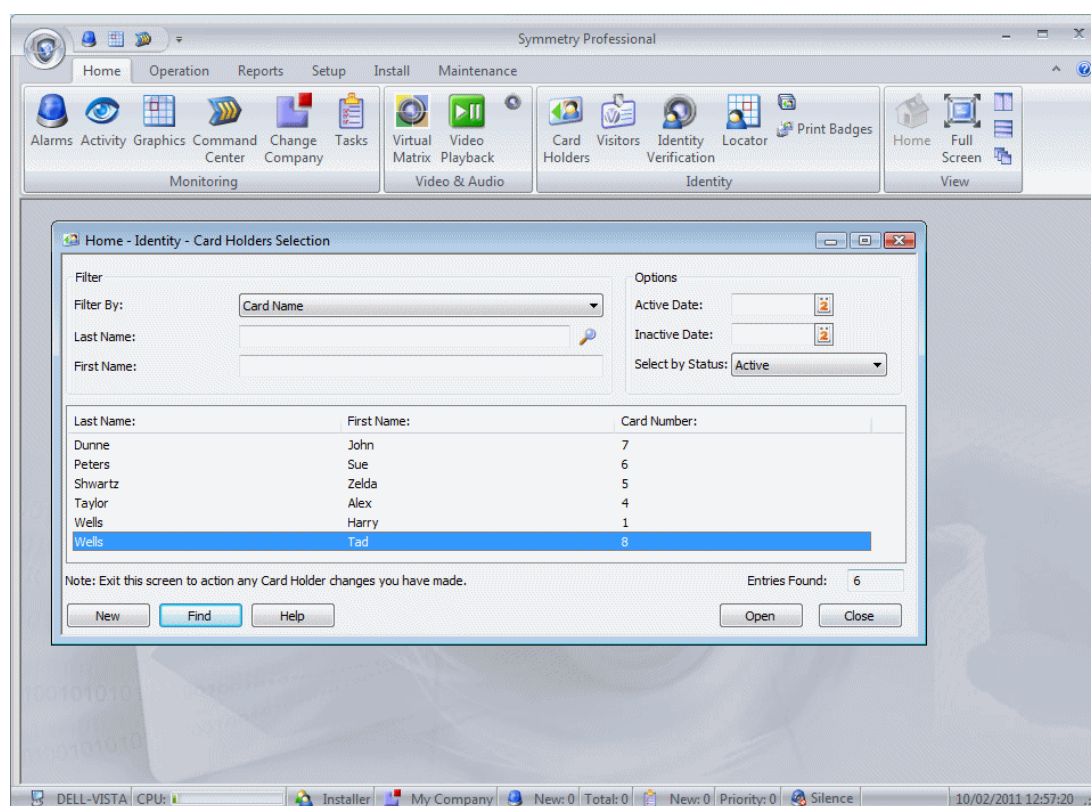 Symmetry Professional
Home Operation Reports Setup Install Maintenance
Alarms Activity Graphics Command Center Change Company Tasks Virtual Matrix Video Playback Card Holders Visitors Identity Verification Locator Print Badges Home Full Screen
Monitoring Video & Audio Identity View
Home - Identity - Card Holders Selection
Filter Options
Filter By: Card Name Active Date: 2
Last Name: Inactive Date: 2
First Name: Select by Status: Active
Last Name: First Name: Card Number:
Dunne John 7
Peters Sue 6
Shwartz Zelda 5
Taylor Alex 4
Wells Harry 1
Wells Tad 8
Note: Exit this screen to action any Card Holder changes you have made. Entries Found: 6
New Find Help Open Close
DELL-VISTA CPU: Installer My Company New: 0 Total: 0 New: 0 Priority: 0 Silence 10/02/2011 12:57:20